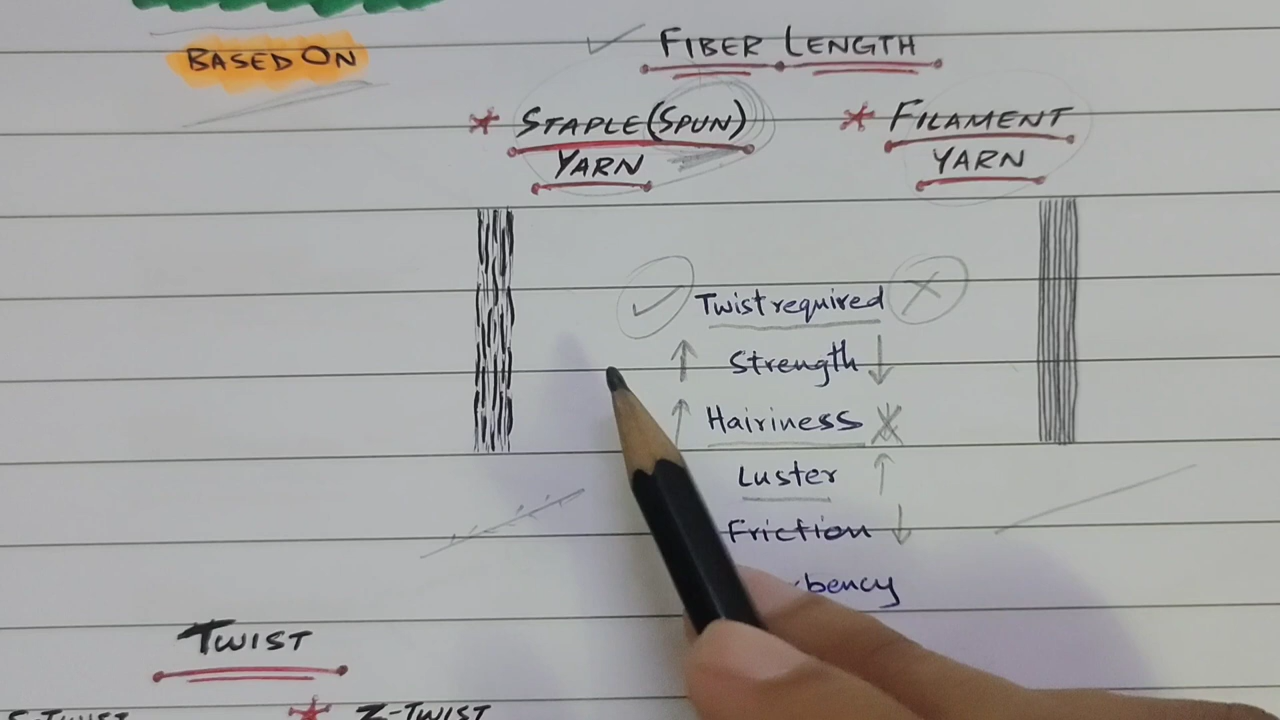 BASED ON
FIBER LENGTH
* STAPLE (SPUN)
YARN
* FILAMENT
YARN
✓ Twist required ✗
↑ Strength ↓
↑ Hairiness ✗
Luster ↑
Friction ↓
TWIST
* Z-TWIST